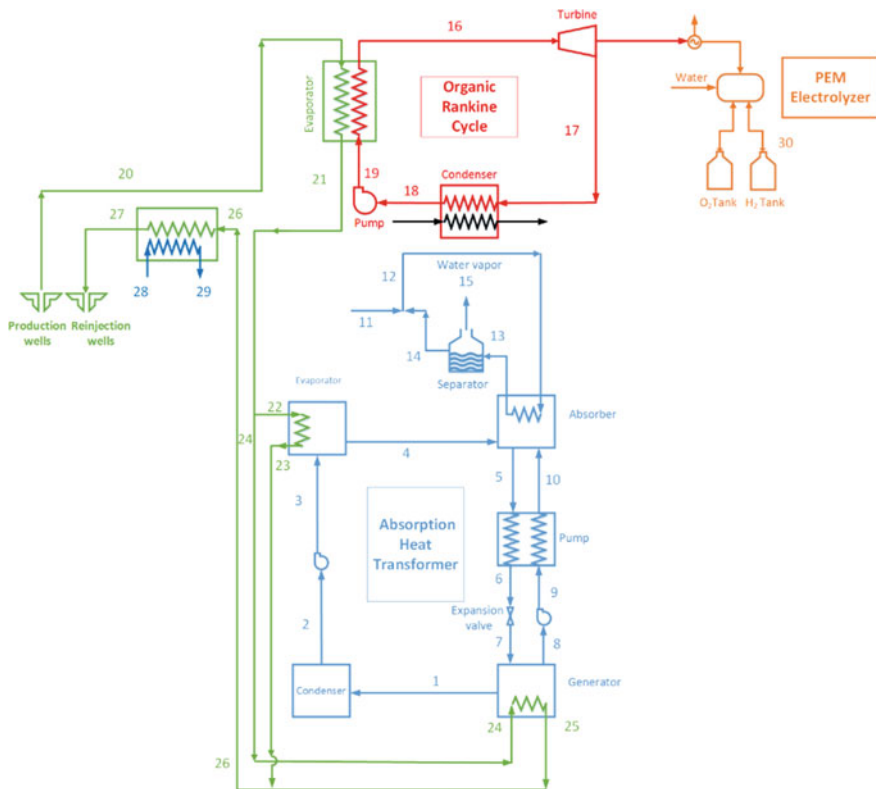 Turbine
16
Water
PEM
Electrolyzer
Evaporator
Organic
Rankine
Cycle
17
20
21
19
18
Condenser
30
Pump
O₂Tank
H₂ Tank
27
26
28
29
Production
wells
Reinjection
wells
12
Water vapor
15
11
13
14
Separator
Evaporator
Absorber
22
24
23
4
5
10
3
Absorption
Heat
Transformer
Pump
6
9
Expansion
valve
2
7
8
Condenser
1
Generator
24
25
26